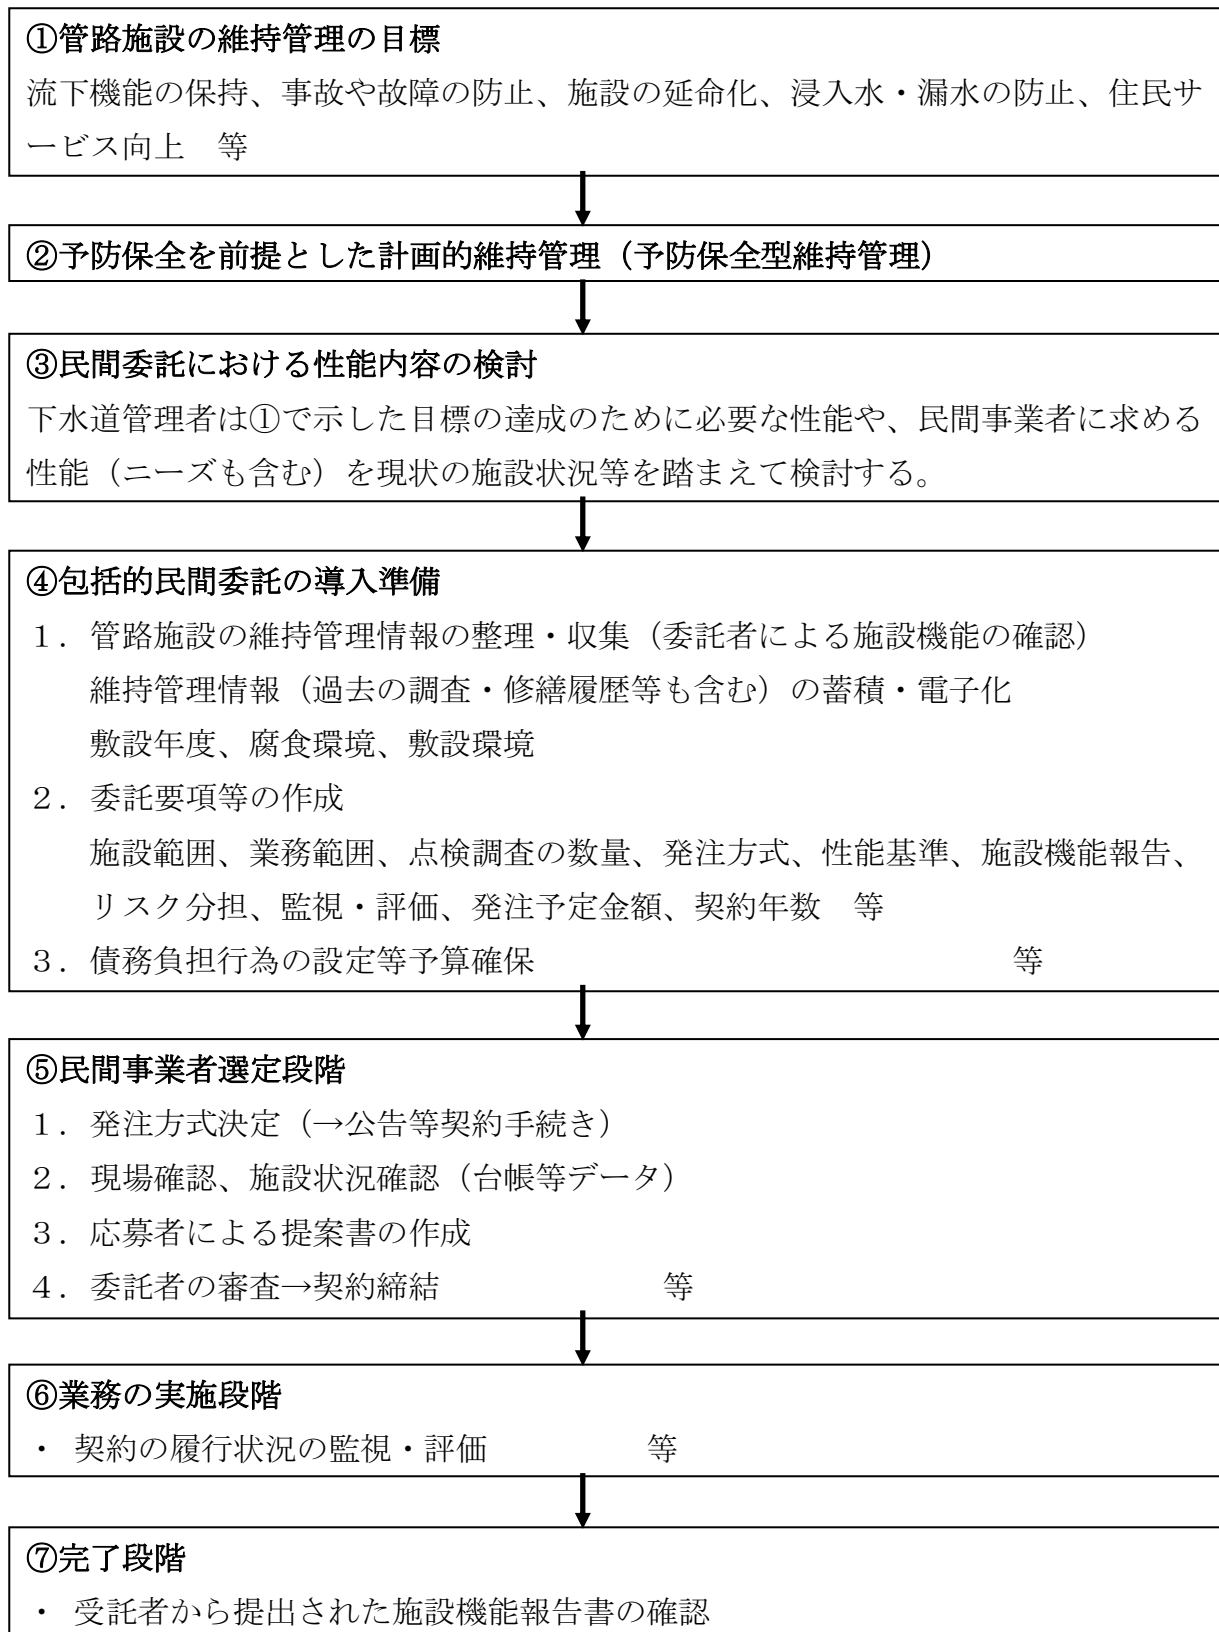 ①管路施設の維持管理の目標
流下機能の保持、事故や故障の防止、施設の延命化、浸入水・漏水の防止、住民サ
ービス向上　等
②予防保全を前提とした計画的維持管理（予防保全型維持管理）
③民間委託における性能内容の検討
下水道管理者は①で示した目標の達成のために必要な性能や、民間事業者に求める
性能（ニーズも含む）を現状の施設状況等を踏まえて検討する。
④包括的民間委託の導入準備
１．管路施設の維持管理情報の整理・収集（委託者による施設機能の確認）
維持管理情報（過去の調査・修繕履歴等も含む）の蓄積・電子化
敷設年度、腐食環境、敷設環境
２．委託要項等の作成
施設範囲、業務範囲、点検調査の数量、発注方式、性能基準、施設機能報告、
リスク分担、監視・評価、発注予定金額、契約年数　等
３．債務負担行為の設定等予算確保　等
⑤民間事業者選定段階
１．発注方式決定（→公告等契約手続き）
２．現場確認、施設状況確認（台帳等データ）
３．応募者による提案書の作成
４．委託者の審査→契約締結　等
⑥業務の実施段階
・ 契約の履行状況の監視・評価　等
⑦完了段階
・ 受託者から提出された施設機能報告書の確認